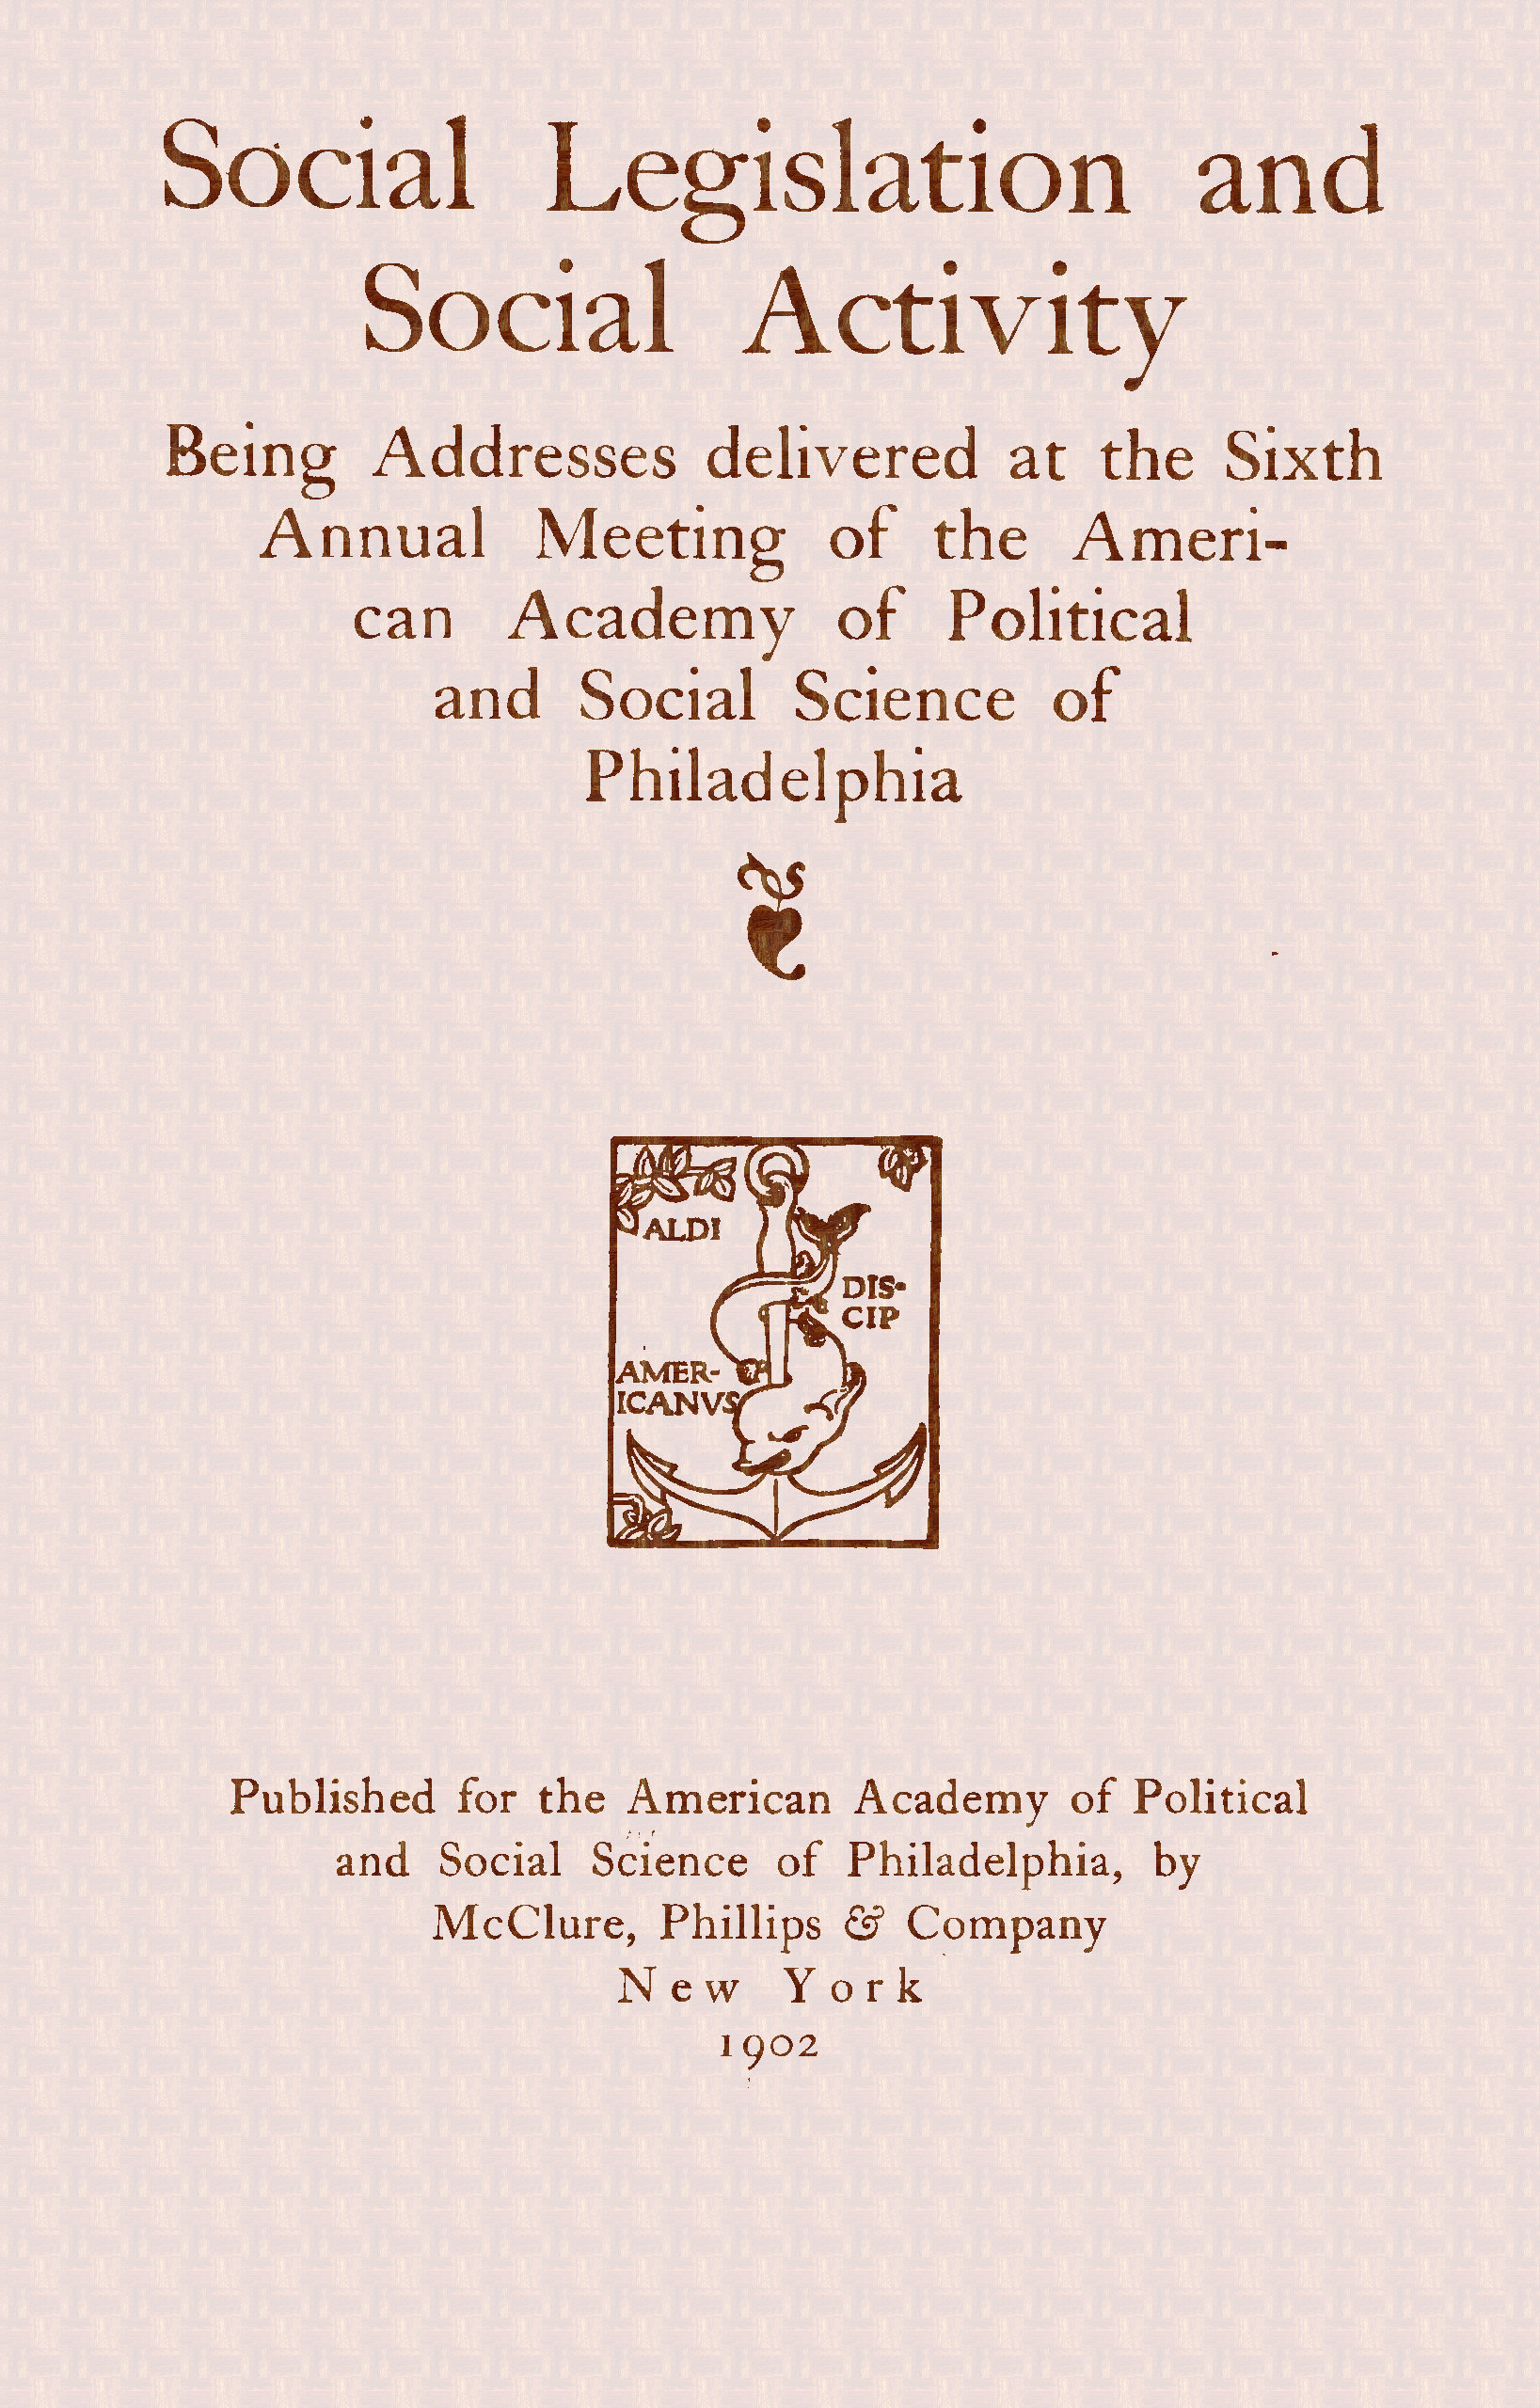 Social Legislation and
Social Activity
Being Addresses delivered at the Sixth
Annual Meeting of the Ameri-
can Academy of Political
and Social Science of
Philadelphia
ALDI
DIS-
CIP
AMER-
ICANVS
Published for the American Academy of Political
and Social Science of Philadelphia, by
McClure, Phillips & Company
New York
1902